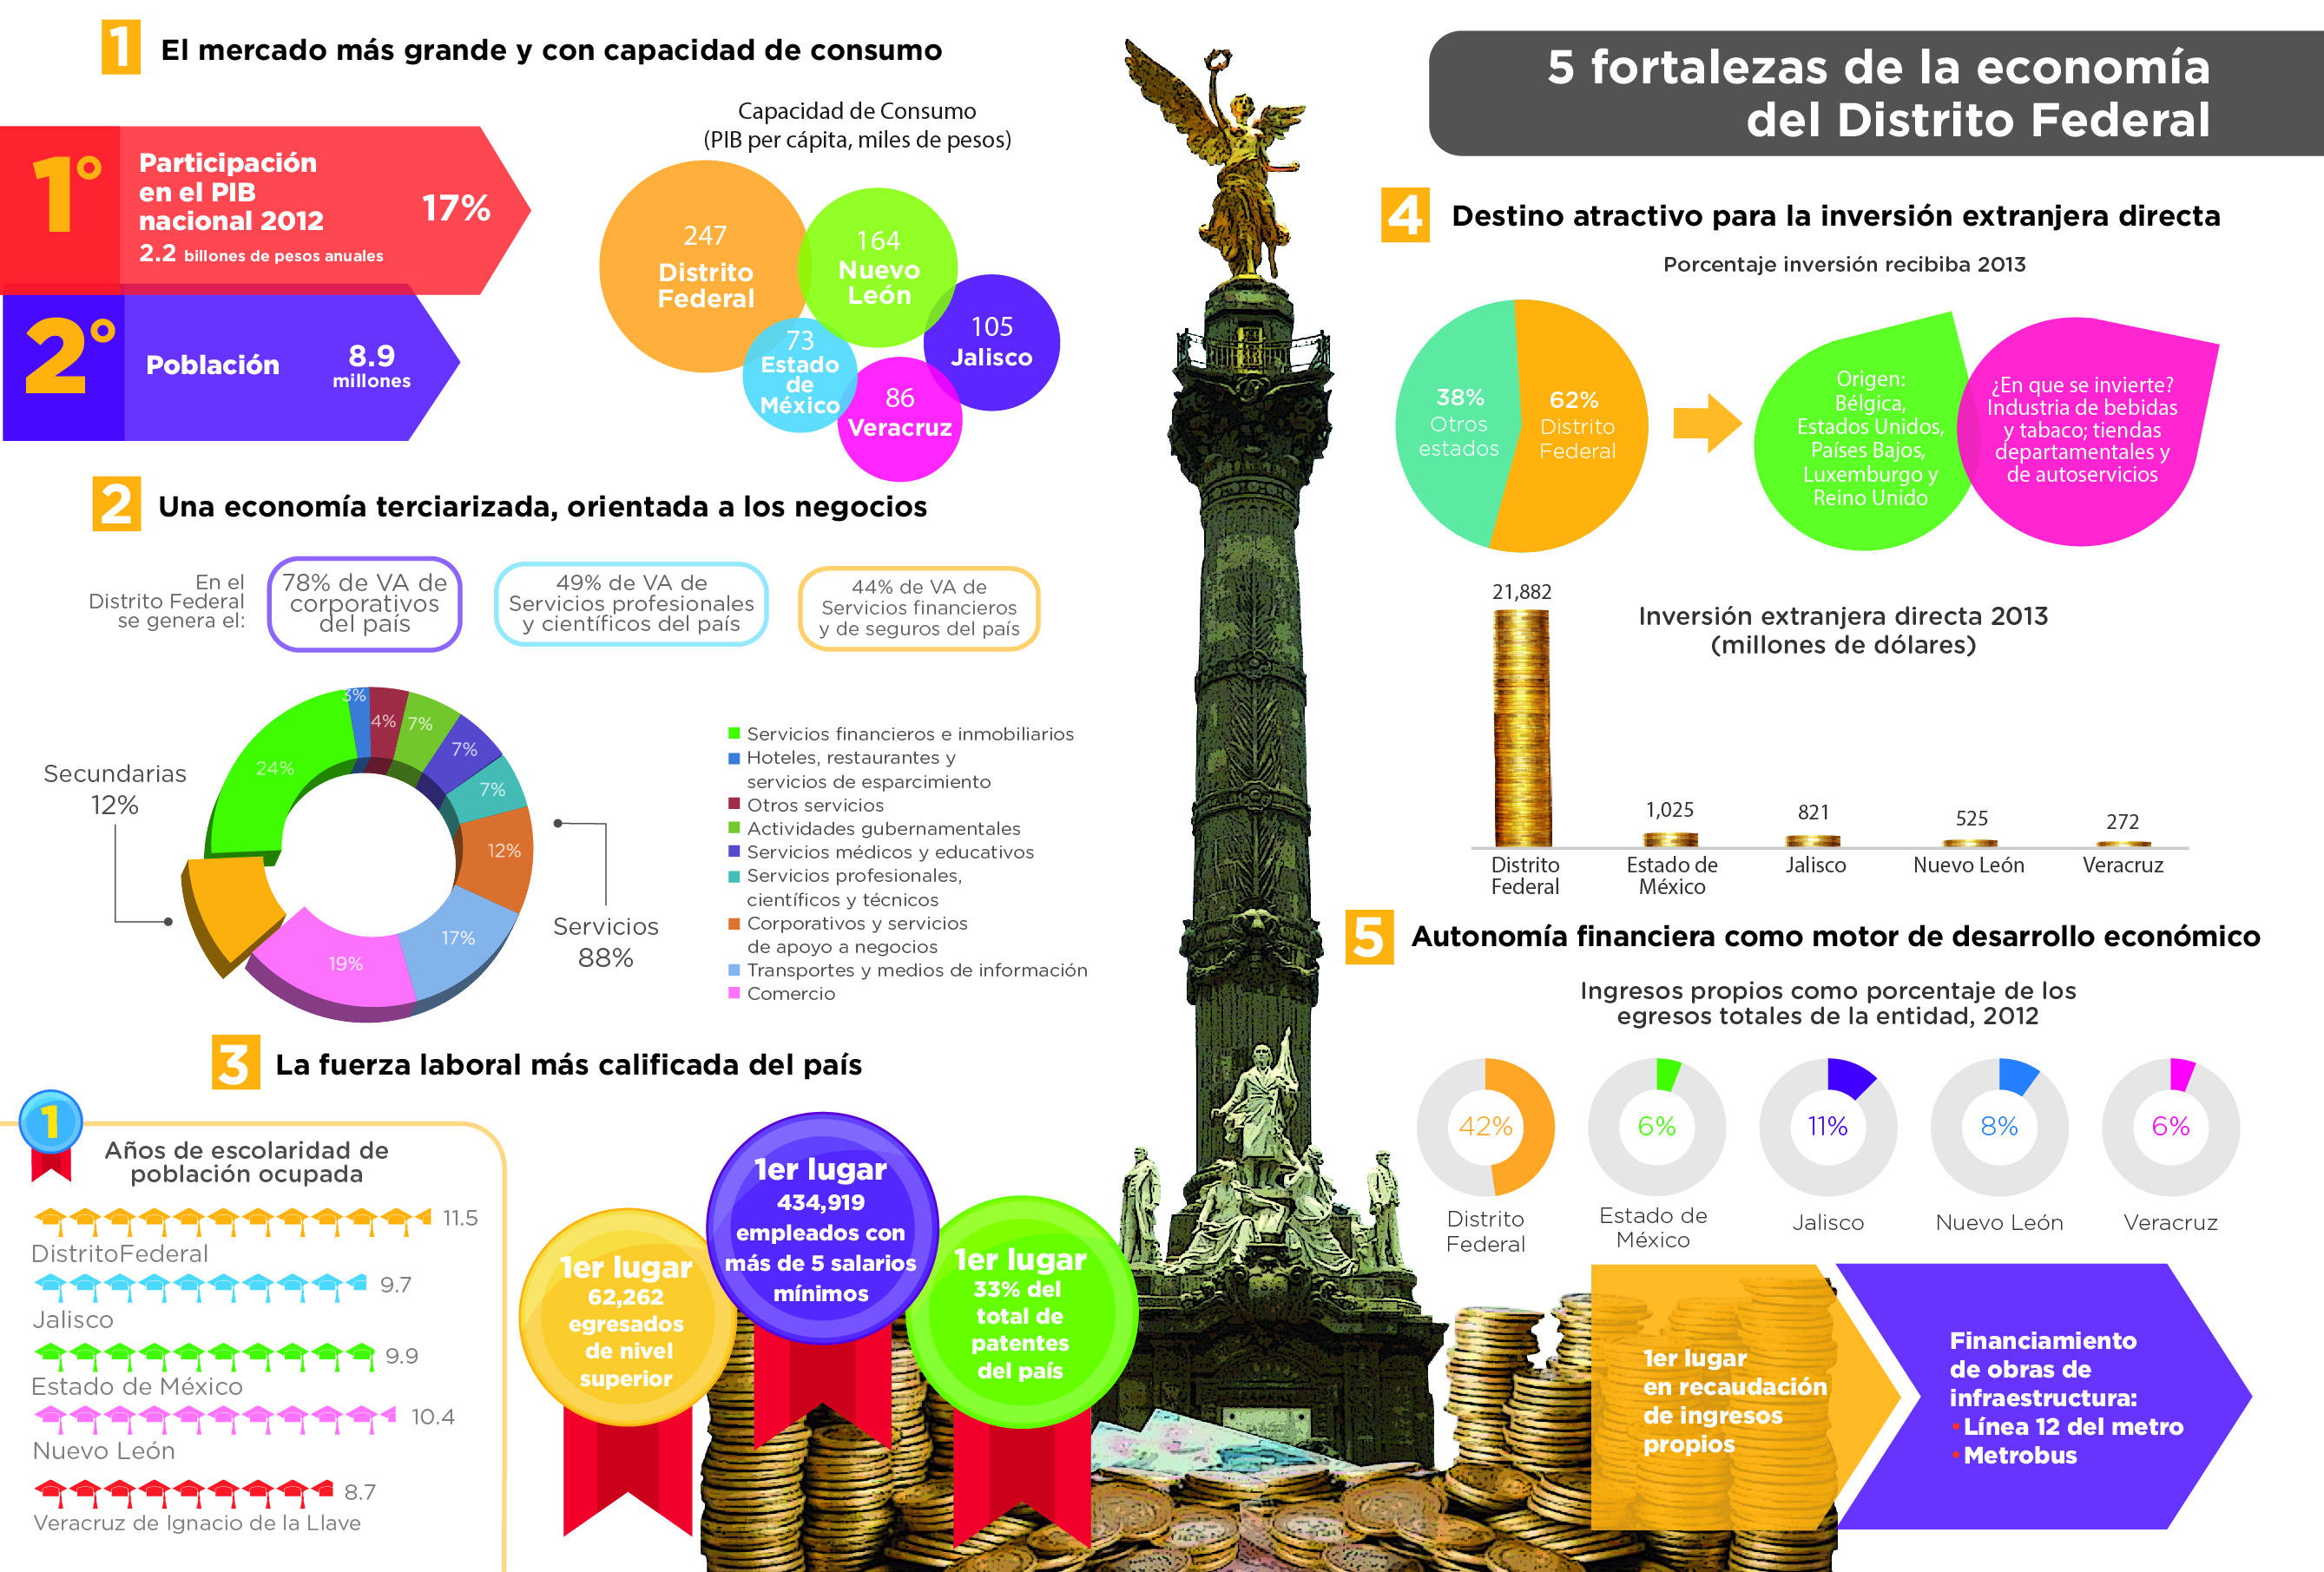 5 fortalezas de la economía
del Distrito Federal
1
El mercado más grande y con capacidad de consumo
1°
Participación
en el PIB
nacional 2012
2.2 billones de pesos anuales
17%
2°
Población
8.9
millones
Capacidad de Consumo
(PIB per cápita, miles de pesos)
247
Distrito
Federal
164
Nuevo
León
105
Jalisco
73
Estado
de
México
86
Veracruz
2
Una economía terciarizada, orientada a los negocios
En el
Distrito Federal
se genera el:
78% de VA de
corporativos
del país
49% de VA de
Servicios profesionales
y científicos del país
44% de VA de
Servicios financieros
y de seguros del país
Secundarias
12%
24%
3%
4%
7%
7%
7%
12%
17%
19%
Servicios
88%
Servicios financieros e inmobiliarios
Hoteles, restaurantes y
servicios de esparcimiento
Otros servicios
Actividades gubernamentales
Servicios médicos y educativos
Servicios profesionales,
científicos y técnicos
Corporativos y servicios
de apoyo a negocios
Transportes y medios de información
Comercio
3
La fuerza laboral más calificada del país
1
Años de escolaridad de
población ocupada
11.5
DistritoFederal
9.7
Jalisco
9.9
Estado de México
10.4
Nuevo León
8.7
Veracruz de Ignacio de la Llave
1er lugar
62,262
egresados
de nivel
superior
1er lugar
434,919
empleados con
más de 5 salarios
mínimos
1er lugar
33% del
total de
patentes
del país
4
Destino atractivo para la inversión extranjera directa
Porcentaje inversión recibiba 2013
38%
Otros
estados
62%
Distrito
Federal
Origen:
Bélgica,
Estados Unidos,
Países Bajos,
Luxemburgo y
Reino Unido
¿En que se invierte?
Industria de bebidas
y tabaco; tiendas
departamentales y
de autoservicios
Inversión extranjera directa 2013
(millones de dólares)
21,882
1,025
821
525
272
Distrito
Federal
Estado de
México
Jalisco
Nuevo León
Veracruz
5
Autonomía financiera como motor de desarrollo económico
Ingresos propios como porcentaje de los
egresos totales de la entidad, 2012
42%
6%
11%
8%
6%
Distrito
Federal
Estado de
México
Jalisco
Nuevo León
Veracruz
1er lugar
en recaudación
de ingresos
propios
Financiamiento
de obras de
infraestructura:
• Línea 12 del metro
• Metrobus